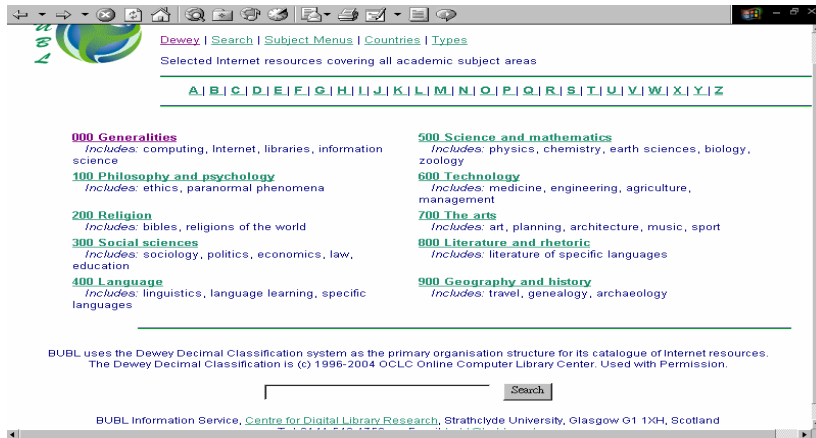 UBL
Dewey | Search | Subject Menus | Countries | Types
Selected Internet resources covering all academic subject areas
A | B | C | D | E | F | G | H | I | J | K | L | M | N | O | P | Q | R | S | T | U | V | W | X | Y | Z
000 Generalities
Includes: computing, Internet, libraries, information
science
100 Philosophy and psychology
Includes: ethics, paranormal phenomena
200 Religion
Includes: bibles, religions of the world
300 Social sciences
Includes: sociology, politics, economics, law,
education
400 Language
Includes: linguistics, language learning, specific
languages
500 Science and mathematics
Includes: physics, chemistry, earth sciences, biology,
zoology
600 Technology
Includes: medicine, engineering, agriculture,
management
700 The arts
Includes: art, planning, architecture, music, sport
800 Literature and rhetoric
Includes: literature of specific languages
900 Geography and history
Includes: travel, genealogy, archaeology
BUBL uses the Dewey Decimal Classification system as the primary organisation structure for its catalogue of Internet resources.
The Dewey Decimal Classification is (c) 1996-2004 OCLC Online Computer Library Center. Used with Permission.
Search
BUBL Information Service, Centre for Digital Library Research, Strathclyde University, Glasgow G1 1XH, Scotland